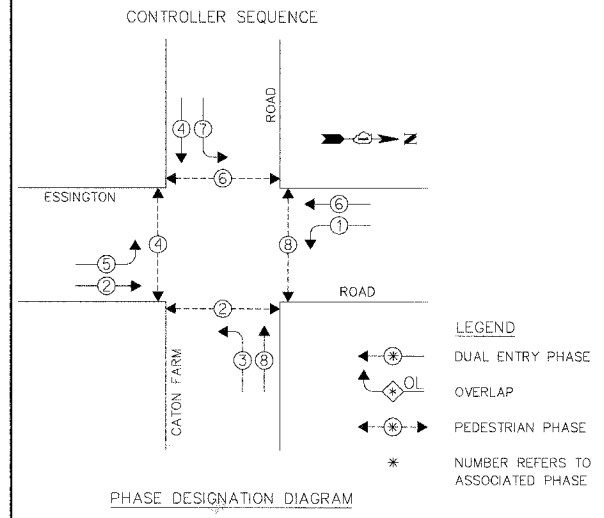 CONTROLLER SEQUENCE
ROAD
4 7
N
6
ESSINGTON
6
1
4
8
5
2
ROAD
2
3 8
CATON FARM
LEGEND
* DUAL ENTRY PHASE
* OL OVERLAP
* PEDESTRIAN PHASE
* NUMBER REFERS TO
ASSOCIATED PHASE
PHASE DESIGNATION DIAGRAM